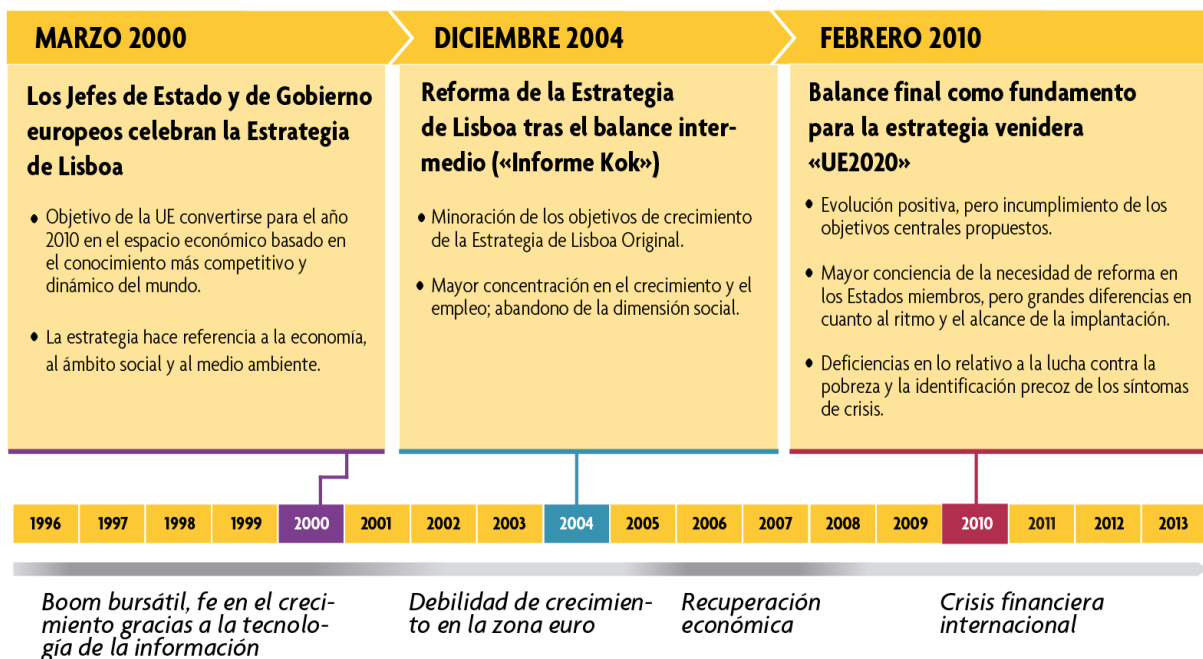 MARZO 2000
Los Jefes de Estado y de Gobierno
europeos celebran la Estrategia
de Lisboa
• Objetivo de la UE convertirse para el año
2010 en el espacio económico basado en
el conocimiento más competitivo y
dinámico del mundo.
• La estrategia hace referencia a la economía,
al ámbito social y al medio ambiente.
DICIEMBRE 2004
Reforma de la Estrategia
de Lisboa tras el balance inter-
medio («Informe Kok»)
• Minoración de los objetivos de crecimiento
de la Estrategia de Lisboa Original.
• Mayor concentración en el crecimiento y el
empleo; abandono de la dimensión social.
FEBRERO 2010
Balance final como fundamento
para la estrategia venidera
«UE2020»
• Evolución positiva, pero incumplimiento de los
objetivos centrales propuestos.
• Mayor conciencia de la necesidad de reforma en
los Estados miembros, pero grandes diferencias en
cuanto al ritmo y el alcance de la implantación.
• Deficiencias en lo relativo a la lucha contra la
pobreza y la identificación precoz de los síntomas
de crisis.
1996 1997 1998 1999 2000 2001 2002 2003 2004 2005 2006 2007 2008 2009 2010 2011 2012 2013
Boom bursátil, fe en el creci-
miento gracias a la tecnolo-
gía de la información
Debilidad de crecimien-
to en la zona euro
Recuperación
económica
Crisis financiera
internacional